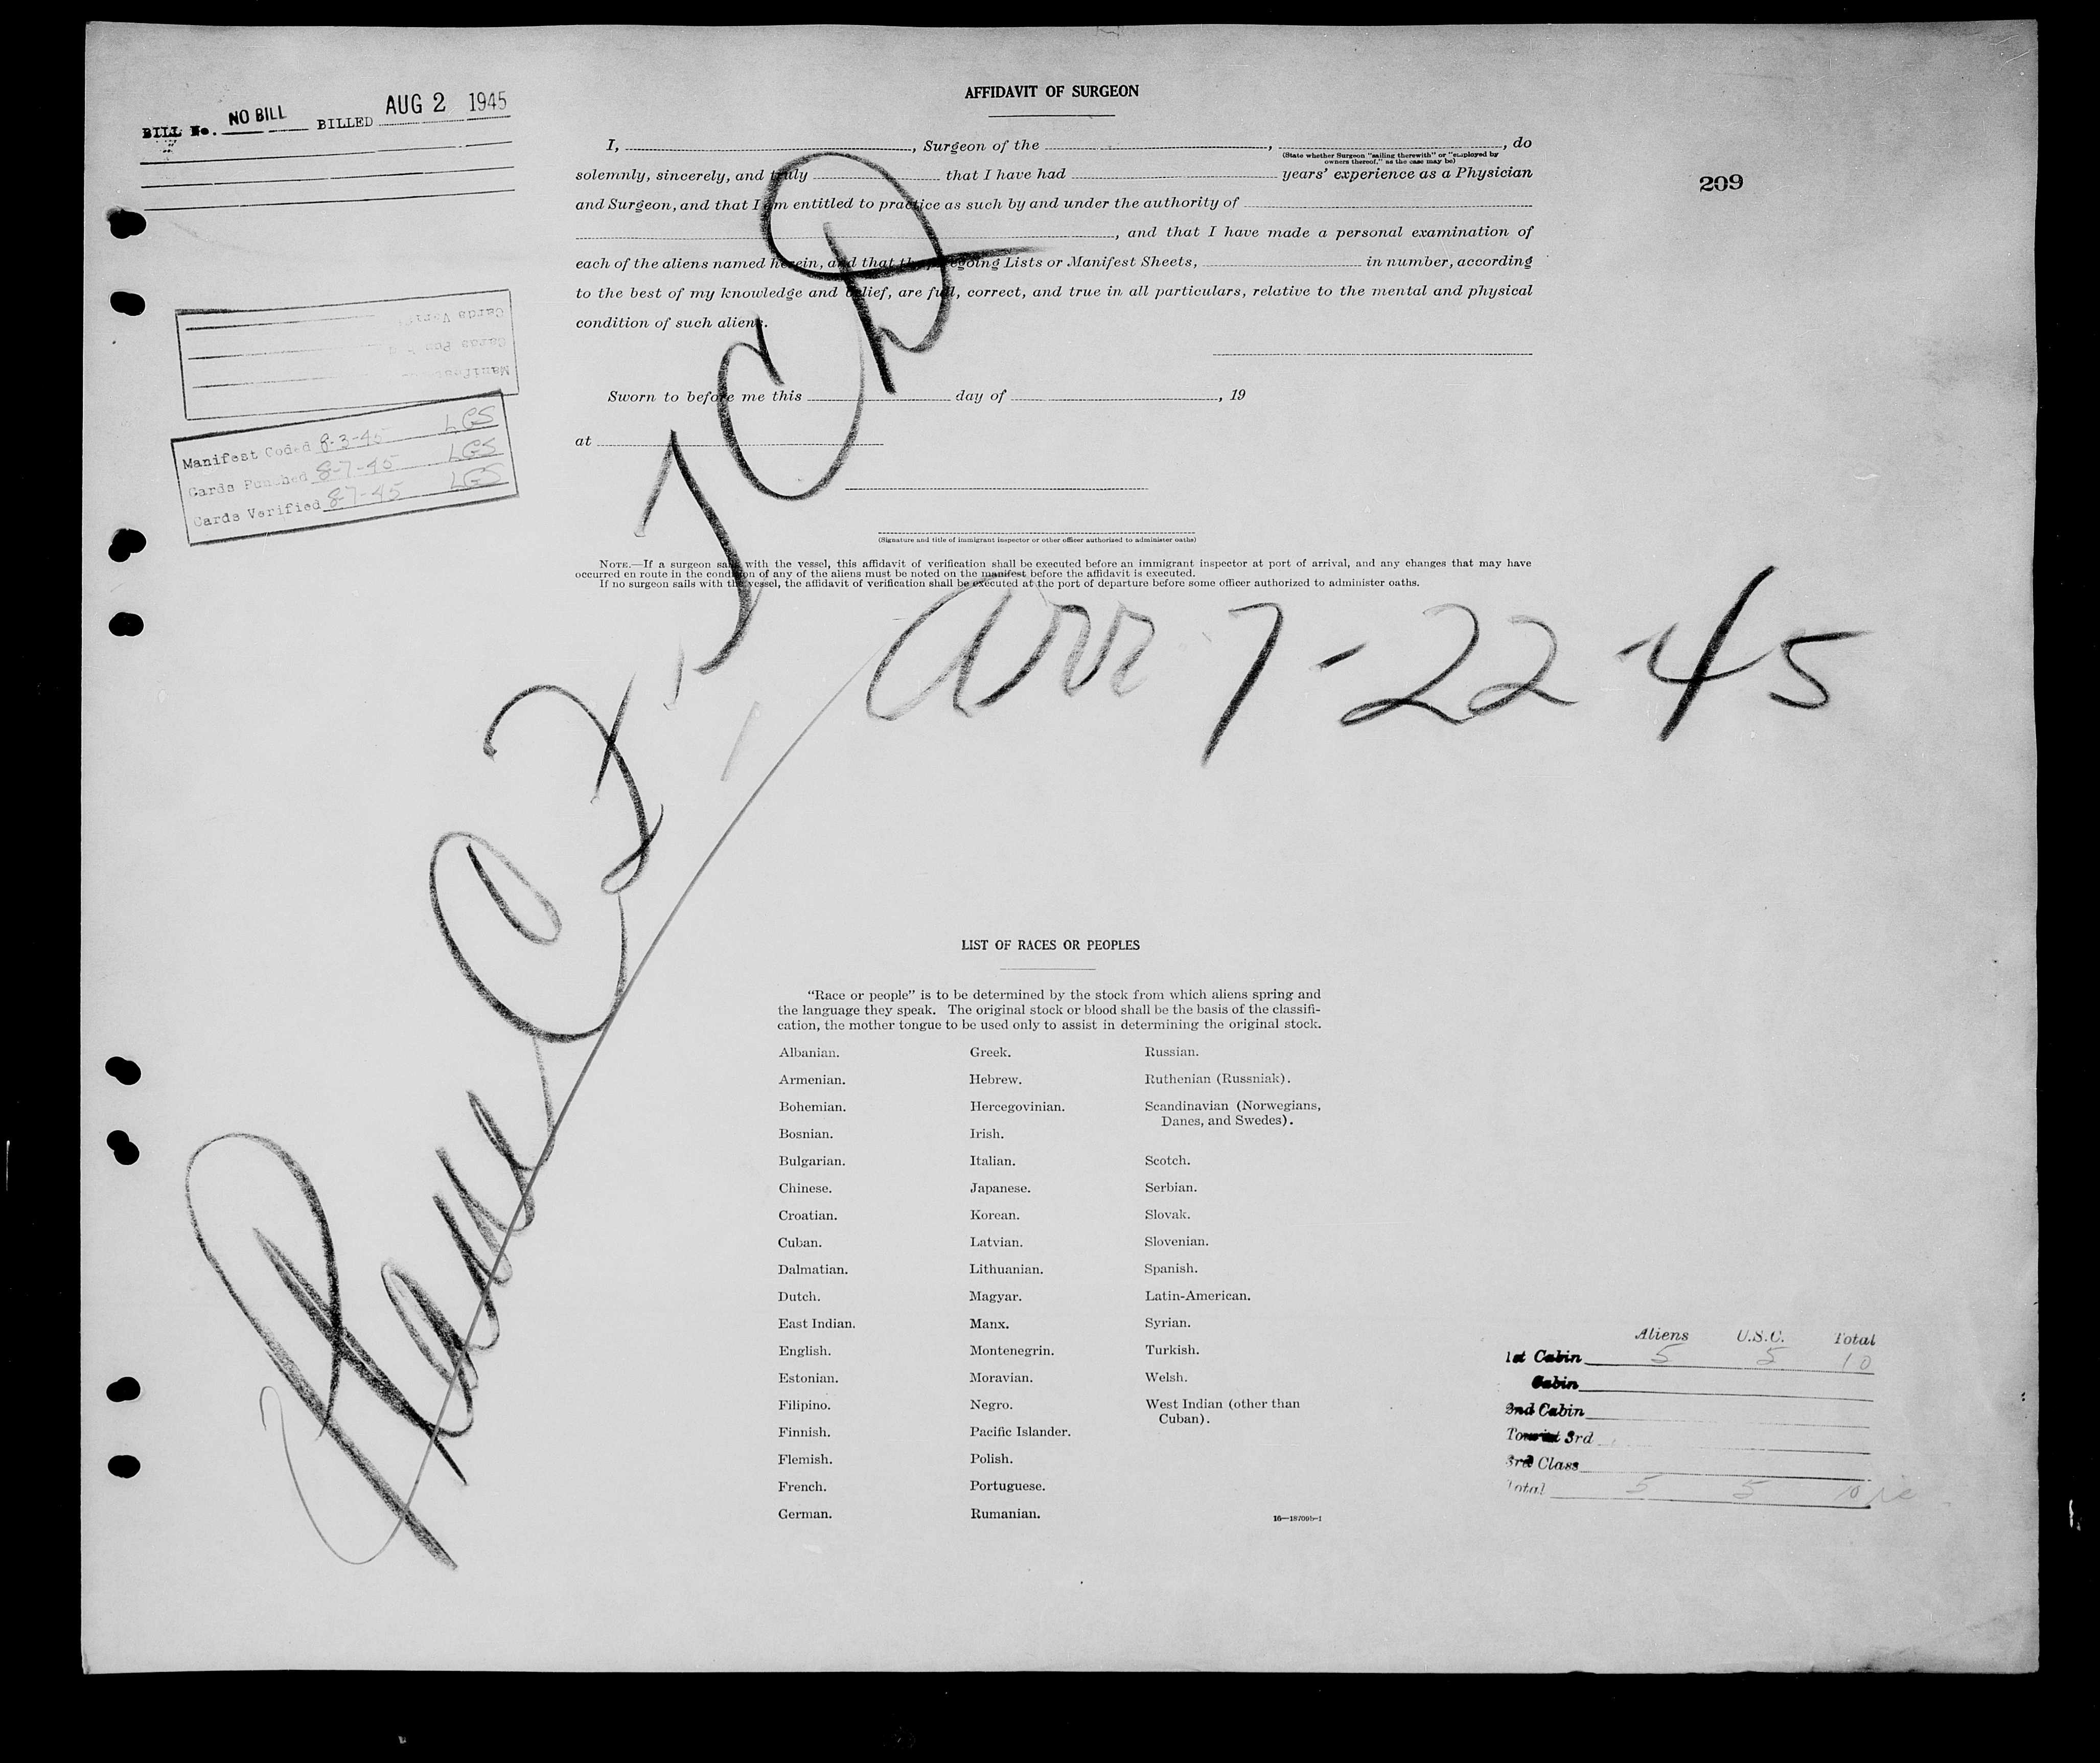 BILL No. NO BILL BILLED AUG 2 1945
209
AFFIDAVIT OF SURGEON
I, , Surgeon of the , , do
(State whether Surgeon "sailing therewith" or "employed by
owners thereof," as the case may be)
solemnly, sincerely, and truly that I have had years' experience as a Physician
and Surgeon, and that I am entitled to practice as such by and under the authority of
, and that I have made a personal examination of
each of the aliens named herein, and that the foregoing Lists or Manifest Sheets, in number, according
to the best of my knowledge and belief, are full, correct, and true in all particulars, relative to the mental and physical
condition of such aliens.
Sworn to before me this day of , 19
at
(Signature and title of immigrant inspector or other officer authorized to administer oaths)
NOTE.—If a surgeon sails with the vessel, this affidavit of verification shall be executed before an immigrant inspector at port of arrival, and any changes that may have
occurred en route in the condition of any of the aliens must be noted on the manifest before the affidavit is executed.
If no surgeon sails with the vessel, the affidavit of verification shall be executed at the port of departure before some officer authorized to administer oaths.
Cards Verif
Cards Pun
Manifest
Manifest Coded 8-3-45 LGS
Cards Punched 8-7-45 LGS
Cards Verified 8-7-45 LGS
Plane
arr 7-22-45
LIST OF RACES OR PEOPLES
"Race or people" is to be determined by the stock from which aliens spring and
the language they speak. The original stock or blood shall be the basis of the classifi-
cation, the mother tongue to be used only to assist in determining the original stock.
Albanian.
Armenian.
Bohemian.
Bosnian.
Bulgarian.
Chinese.
Croatian.
Cuban.
Dalmatian.
Dutch.
East Indian.
English.
Estonian.
Filipino.
Finnish.
Flemish.
French.
German.
Greek.
Hebrew.
Hercegovinian.
Irish.
Italian.
Japanese.
Korean.
Latvian.
Lithuanian.
Magyar.
Manx.
Montenegrin.
Moravian.
Negro.
Pacific Islander.
Polish.
Portuguese.
Rumanian.
Russian.
Ruthenian (Russniak).
Scandinavian (Norwegians,
Danes, and Swedes).
Scotch.
Serbian.
Slovak.
Slovenian.
Spanish.
Latin-American.
Syrian.
Turkish.
Welsh.
West Indian (other than
Cuban).
16—18709b-1
Aliens U.S.C. Total
1st Cabin 5 5 10
Cabin
2nd Cabin
Tourist 3rd
3rd Class
Total 5 5 10